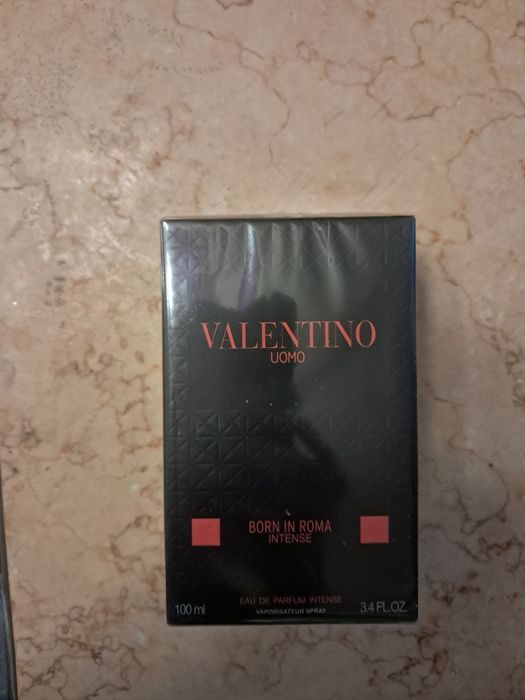 VALENTINO
UOMO
BORN IN ROMA
INTENSE
EAU DE PARFUM INTENSE
100 ml VAPORISATEUR SPRAY 3.4 FL.OZ.